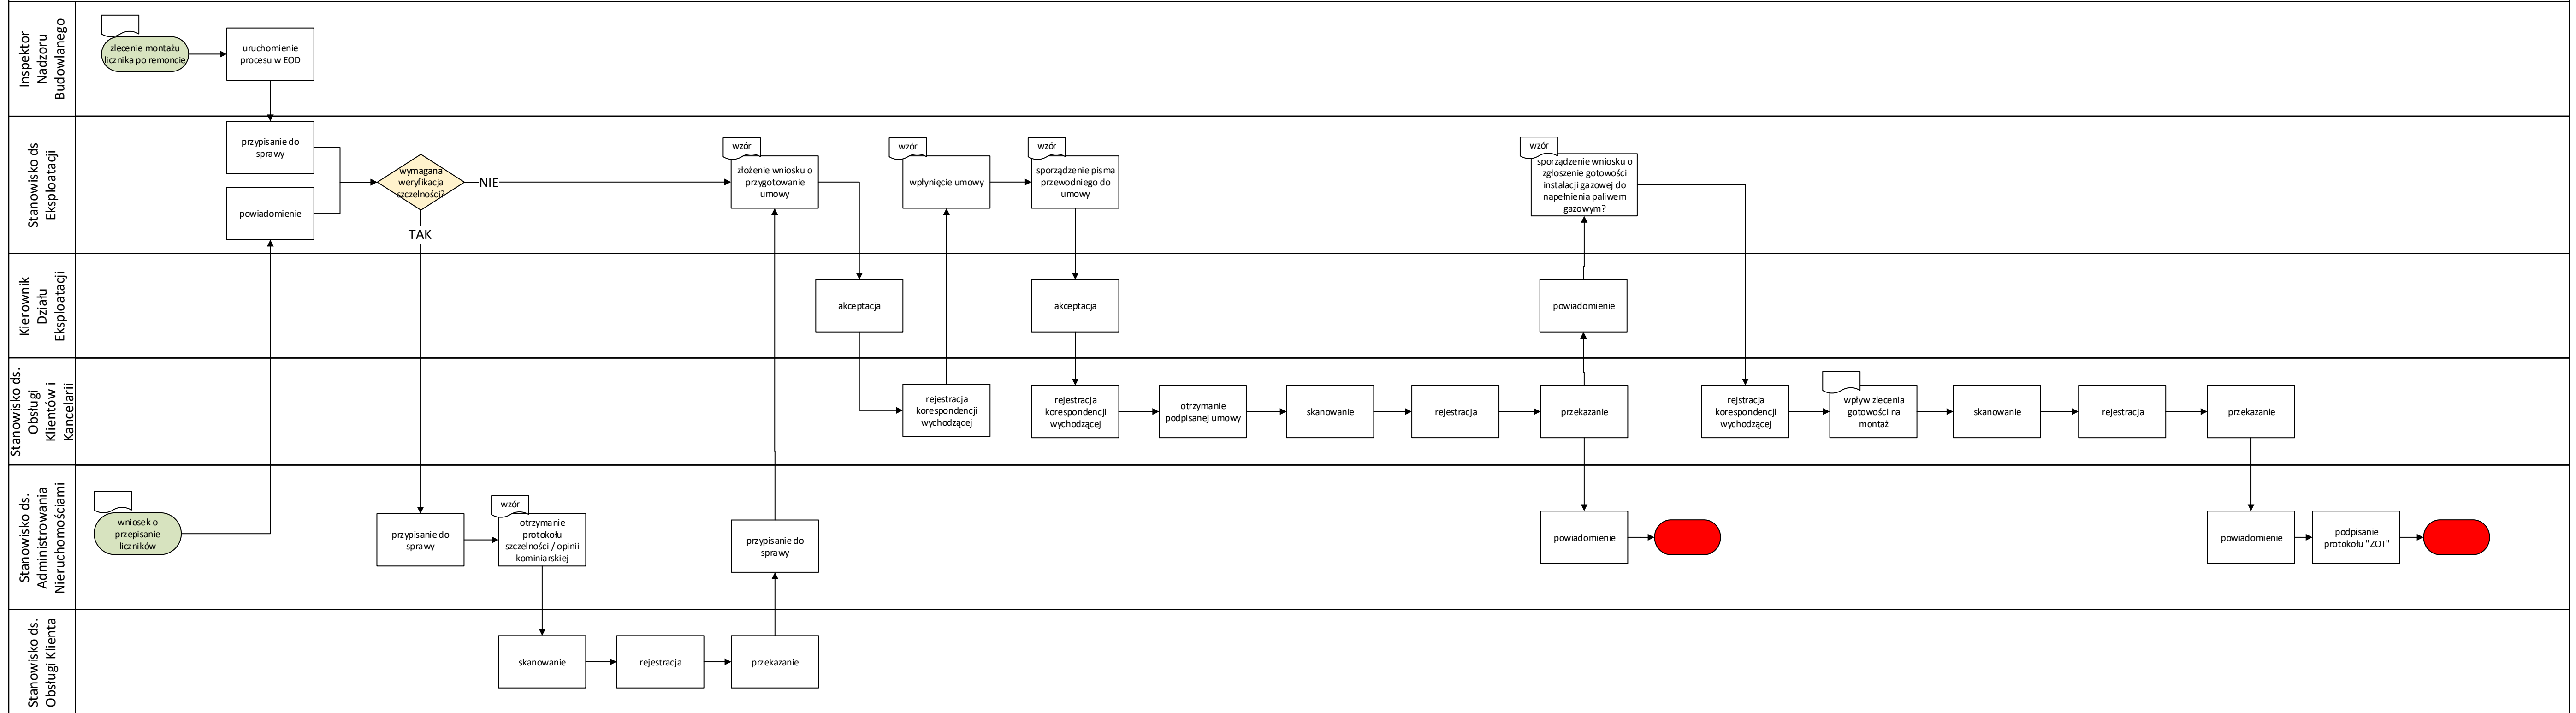 Inspektor
Nadzoru
Budowlanego
zlecenie montażu
licznika po remoncie
uruchomienie
procesu w EOD
Stanowisko ds
Eksploatacji
przypisanie do
sprawy
powiadomienie
wymagana
weryfikacja
szczelności?
NIE
TAK
wzór
złożenie wniosku o
przygotowanie
umowy
wzór
wpłynięcie umowy
wzór
sporządzenie pisma
przewodniego do
umowy
wzór
sporządzenie wniosku o
zgłoszenie gotowości
instalacji gazowej do
napełnienia paliwem
gazowym?
Kierownik
Działu
Eksploatacji
akceptacja
akceptacja
powiadomienie
Stanowisko ds.
Obsługi
Klientów i
Kancelarii
rejestracja
korespondencji
wychodzącej
rejestracja
korespondencji
wychodzącej
otrzymanie
podpisanej umowy
skanowanie
rejestracja
przekazanie
rejstracja
korespondencji
wychodzącej
wpływ zlecenia
gotowości na
montaż
skanowanie
rejestracja
przekazanie
Stanowisko ds.
Administrowania
Nieruchomościami
wniosek o
przepisanie
liczników
przypisanie do
sprawy
wzór
otrzymanie
protokołu
szczelności / opinii
kominiarskiej
przypisanie do
sprawy
powiadomienie
powiadomienie
podpisanie
protokołu "ZOT"
Stanowisko ds.
Obsługi Klienta
skanowanie
rejestracja
przekazanie